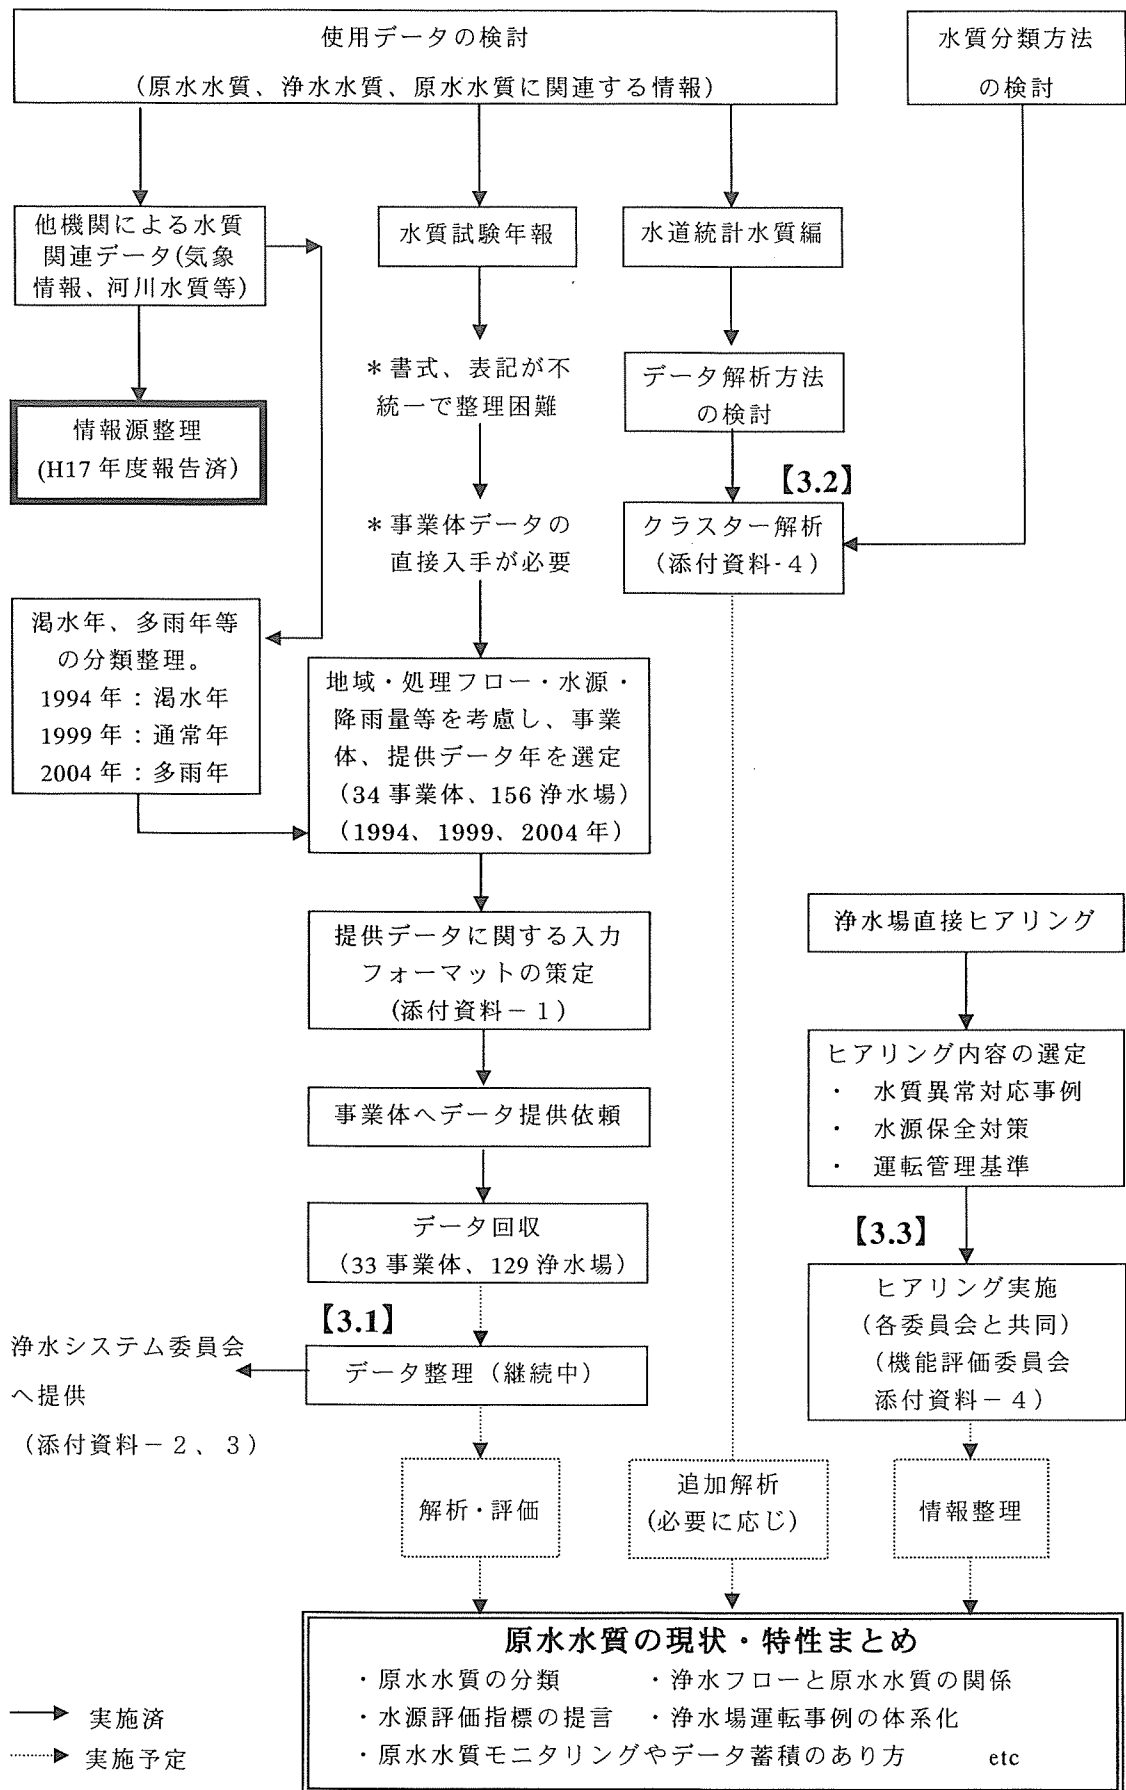 使用データの検討
(原水水質、浄水水質、原水水質に関連する情報)
水質分類方法
の検討
他機関による水質
関連データ(気象
情報、河川水質等)
水質試験年報
水道統計水質編
情報源整理
(H17年度報告済)
＊書式、表記が不
統一で整理困難
データ解析方法
の検討
【3.2】
＊事業体データの
直接入手が必要
クラスター解析
(添付資料-4)
渇水年、多雨年等
の分類整理。
1994年：渇水年
1999年：通常年
2004年：多雨年
地域・処理フロー・水源・
降雨量等を考慮し、事業
体、提供データ年を選定
(34事業体、156浄水場)
(1994、1999、2004年)
提供データに関する入力
フォーマットの策定
(添付資料－1)
浄水場直接ヒアリング
ヒアリング内容の選定
・ 水質異常対応事例
・ 水源保全対策
・ 運転管理基準
事業体へデータ提供依頼
データ回収
(33事業体、129浄水場)
【3.3】
ヒアリング実施
(各委員会と共同)
(機能評価委員会
添付資料－4)
【3.1】
データ整理(継続中)
浄水システム委員会
へ提供
(添付資料－2、3)
解析・評価
追加解析
(必要に応じ)
情報整理
原水水質の現状・特性まとめ
・原水水質の分類 ・浄水フローと原水水質の関係
・水源評価指標の提言 ・浄水場運転事例の体系化
・原水水質モニタリングやデータ蓄積のあり方 etc
実施済
実施予定